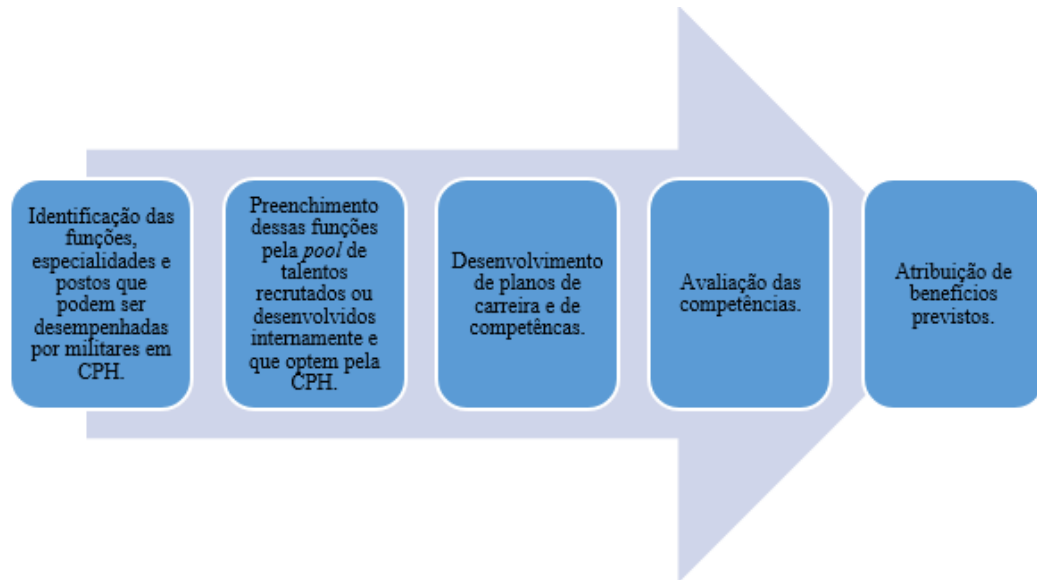 Identificação das
funções,
especialidades e
postos que
podem ser
desempenhadas
por militares em
CPH.
Preenchimento
dessas funções
pela pool de
talentos
recrutados ou
desenvolvidos
internamente e
que optem pela
CPH.
Desenvolvimento
de planos de
carreira e de
competêncas.
Avaliação das
competências.
Atribuição de
benefícios
previstos.